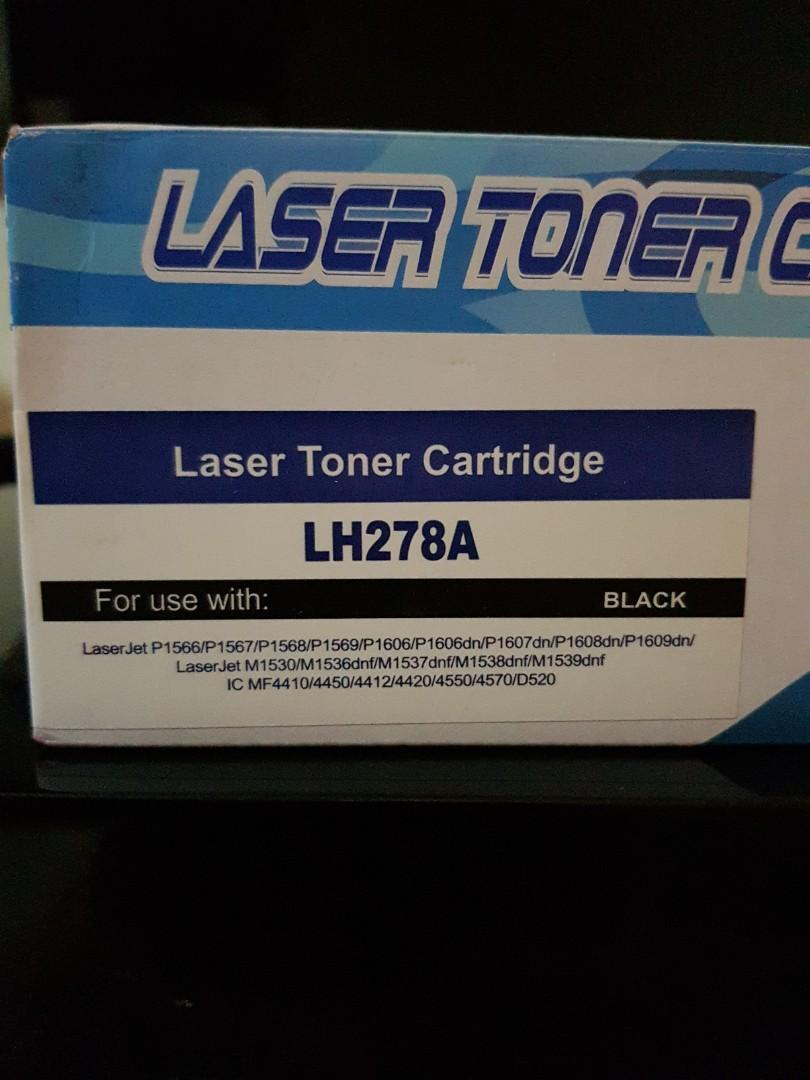 LASER TONER
Laser Toner Cartridge
LH278A
For use with: BLACK
LaserJet P1566/P1567/P1568/P1569/P1606/P1606dn/P1607dn/P1608dn/P1609dn/
LaserJet M1530/M1536dnf/M1537dnf/M1538dnf/M1539dnf
IC MF4410/4450/4412/4420/4550/4570/D520